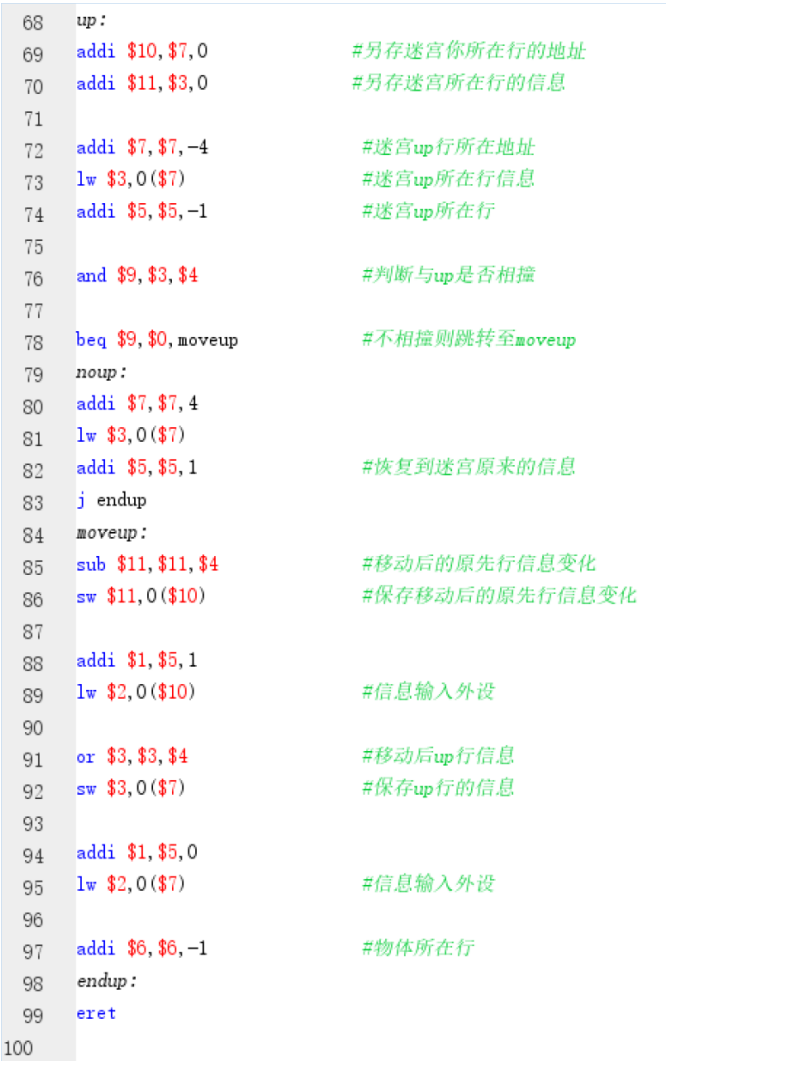 68 up:
69 addi $10,$7,0 #另存迷宫你所在行的地址
70 addi $11,$3,0 #另存迷宫所在行的信息
71
72 addi $7,$7,-4 #迷宫up行所在地址
73 lw $3,0($7) #迷宫up所在行信息
74 addi $5,$5,-1 #迷宫up所在行
75
76 and $9,$3,$4 #判断与up是否相撞
77
78 beq $9,$0,moveup #不相撞则跳转至moveup
79 noup:
80 addi $7,$7,4
81 lw $3,0($7)
82 addi $5,$5,1 #恢复到迷宫原来的信息
83 j endup
84 moveup:
85 sub $11,$11,$4 #移动后的原先行信息变化
86 sw $11,0($10) #保存移动后的原先行信息变化
87
88 addi $1,$5,1
89 lw $2,0($10) #信息输入外设
90
91 or $3,$3,$4 #移动后up行信息
92 sw $3,0($7) #保存up行的信息
93
94 addi $1,$5,0
95 lw $2,0($7) #信息输入外设
96
97 addi $6,$6,-1 #物体所在行
98 endup:
99 eret
100